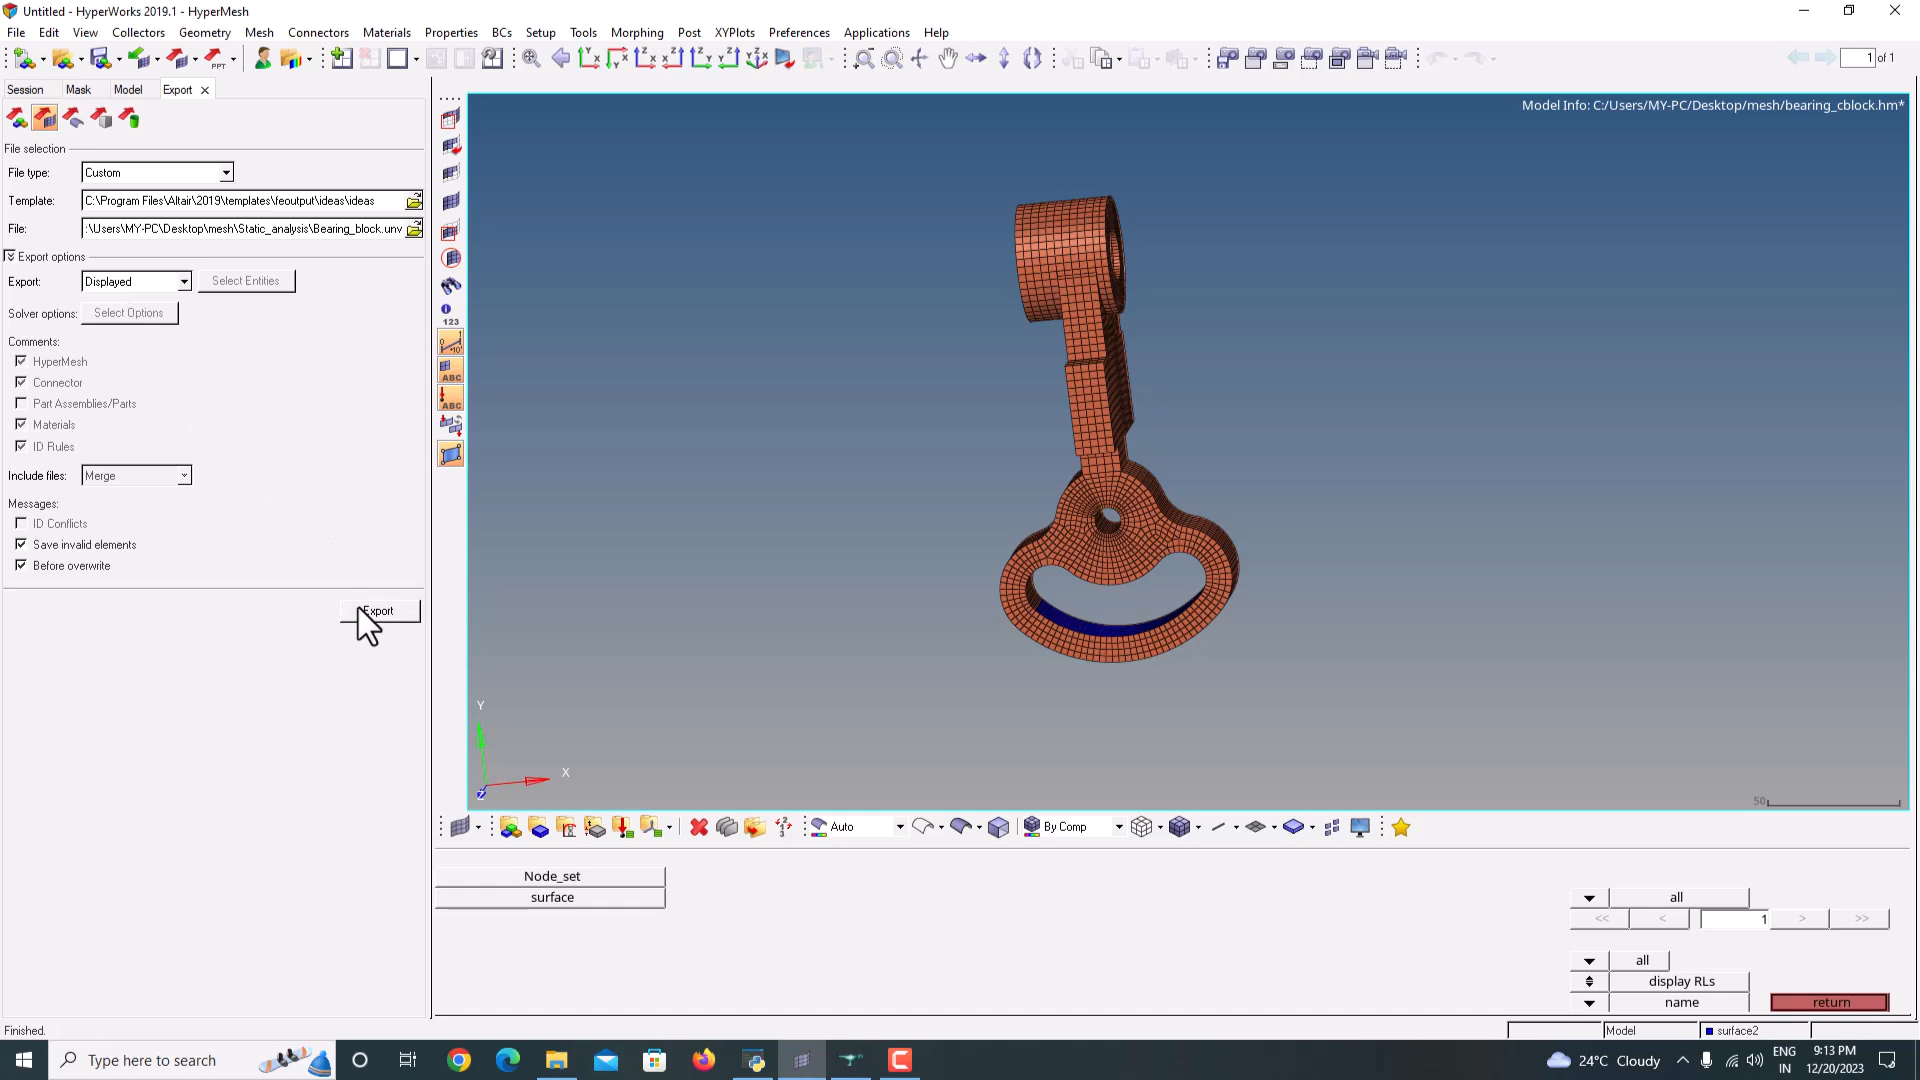 Untitled - HyperWorks 2019.1 - HyperMesh
File Edit View Collectors Geometry Mesh Connectors Materials Properties BCs Setup Tools Morphing Post XYPlots Preferences Applications Help
PPT
1 of 1
Session Mask Model Export
Model Info: C:/Users/MY-PC/Desktop/mesh/bearing_cblock.hm*
File selection
File type: Custom
Template: C:\Program Files\Altair\2019\templates\feoutput\ideas\ideas
File: :\Users\MY-PC\Desktop\mesh\Static_analysis\Bearing_block.unv
Export options
Export: Displayed Select Entities
Solver options: Select Options
123
Comments:
HyperMesh
Connector
ABC
Part Assemblies/Parts
ABC
Materials
ID Rules
Include files: Merge
Messages:
ID Conflicts
Save invalid elements
Before overwrite
Export
Y
X
Z
50
Auto By Comp
Node_set
surface
all
<< < 1 > >>
all
display RLs
name return
Finished. Model surface2
Type here to search
24°C Cloudy
ENG
IN
9:13 PM
12/20/2023